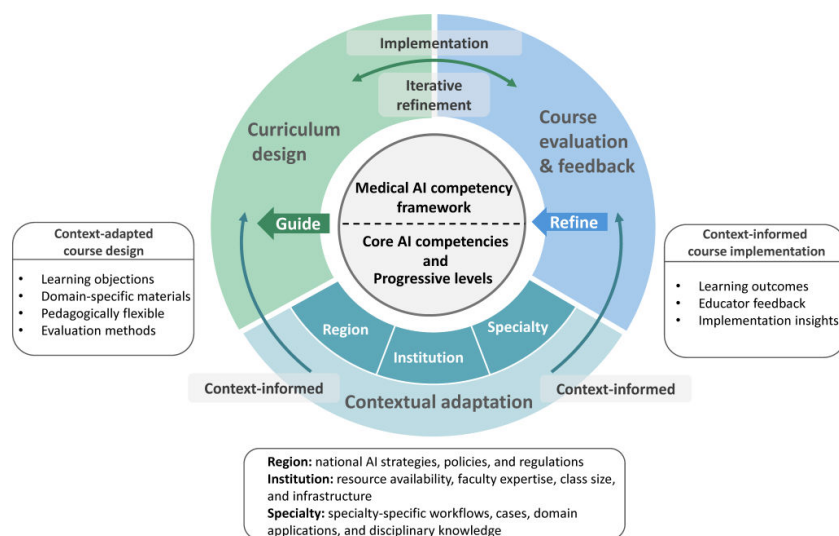 Implementation
Iterative
refinement
Curriculum
design
Course
evaluation
& feedback
Medical AI competency
framework
Guide
Refine
Core AI competencies
and
Progressive levels
Context-adapted
course design
• Learning objections
• Domain-specific materials
• Pedagogically flexible
• Evaluation methods
Context-informed
course implementation
• Learning outcomes
• Educator feedback
• Implementation insights
Region
Institution
Specialty
Context-informed
Context-informed
Contextual adaptation
Region: national AI strategies, policies, and regulations
Institution: resource availability, faculty expertise, class size,
and infrastructure
Specialty: specialty-specific workflows, cases, domain
applications, and disciplinary knowledge